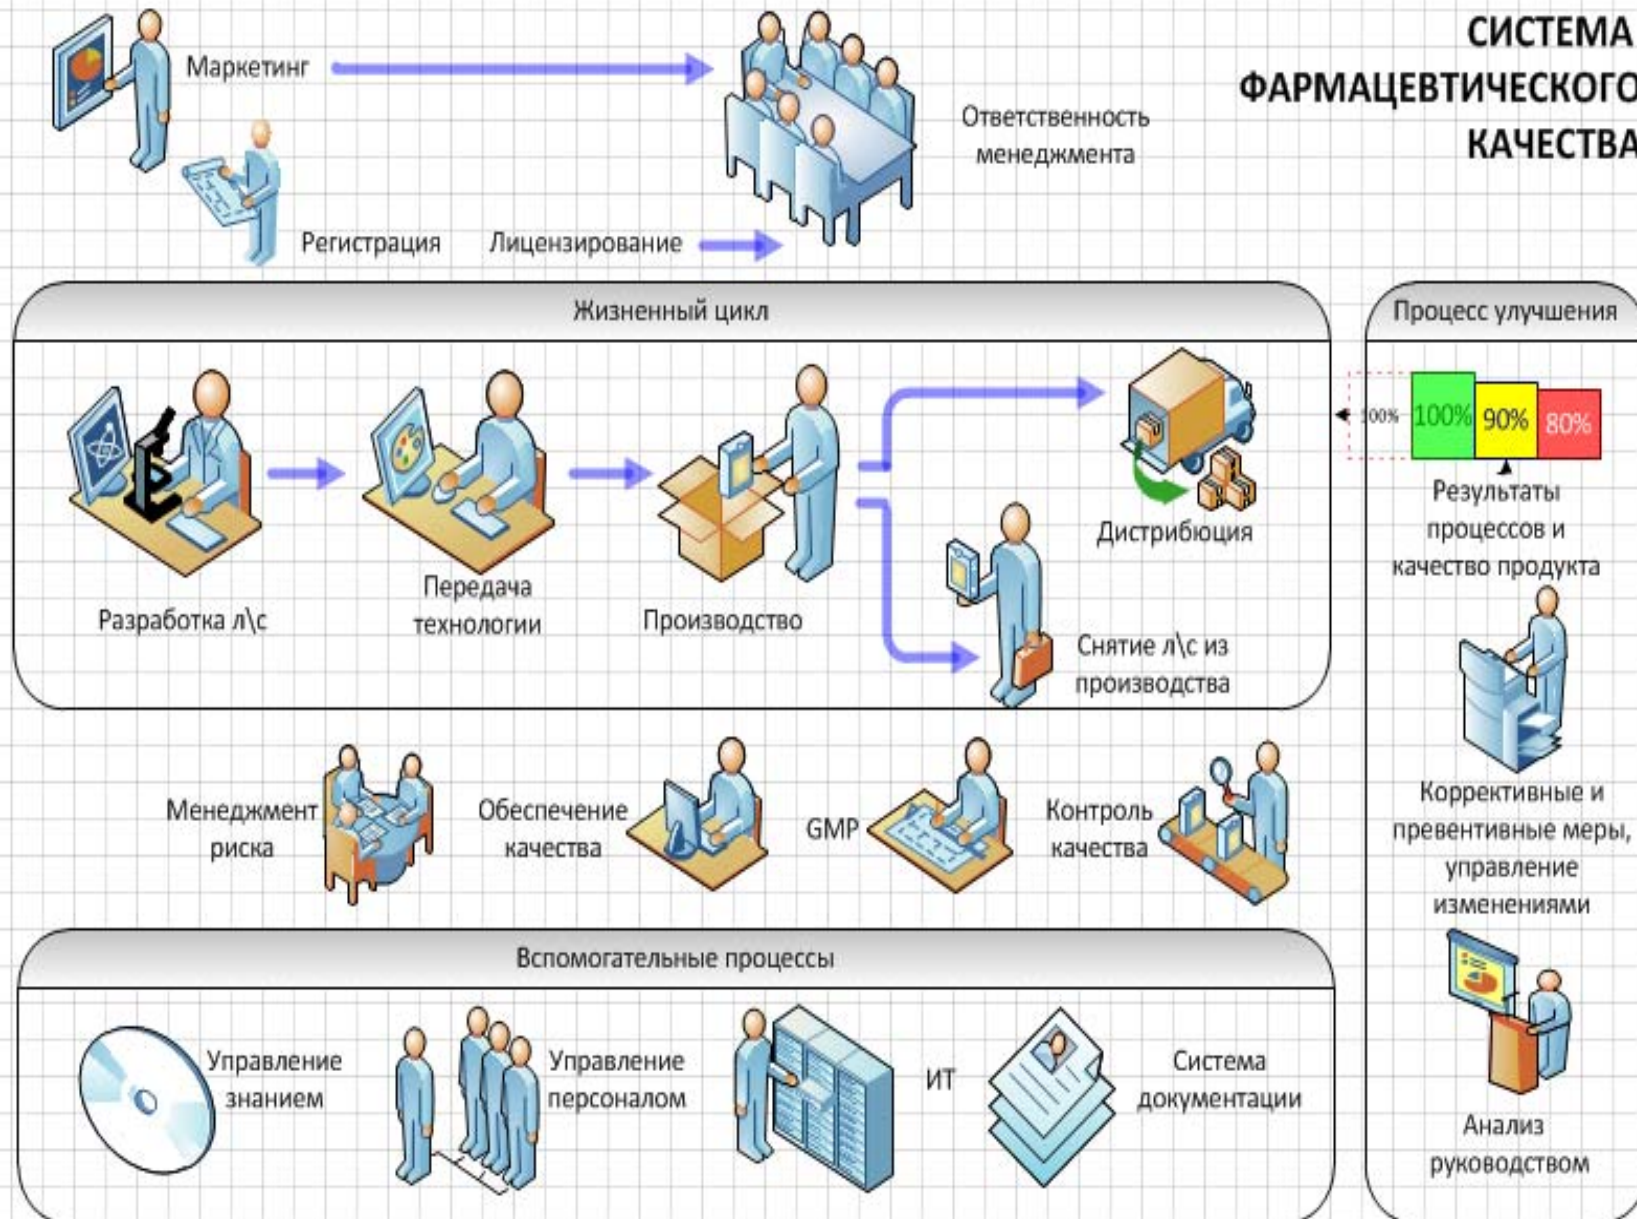 СИСТЕМА
ФАРМАЦЕВТИЧЕСКОГО
КАЧЕСТВА
Маркетинг
Ответственность
менеджмента
Регистрация
Лицензирование
Жизненный цикл
Разработка л\с
Передача
технологии
Производство
Дистрибюция
Снятие л\с из
производства
Процесс улучшения
100%
100%
90%
80%
Результаты
процессов и
качество продукта
Коррективные и
превентивные меры,
управление
изменениями
Анализ
руководством
Менеджмент
риска
Обеспечение
качества
GMP
Контроль
качества
Вспомогательные процессы
Управление
знанием
Управление
персоналом
ИТ
Система
документации